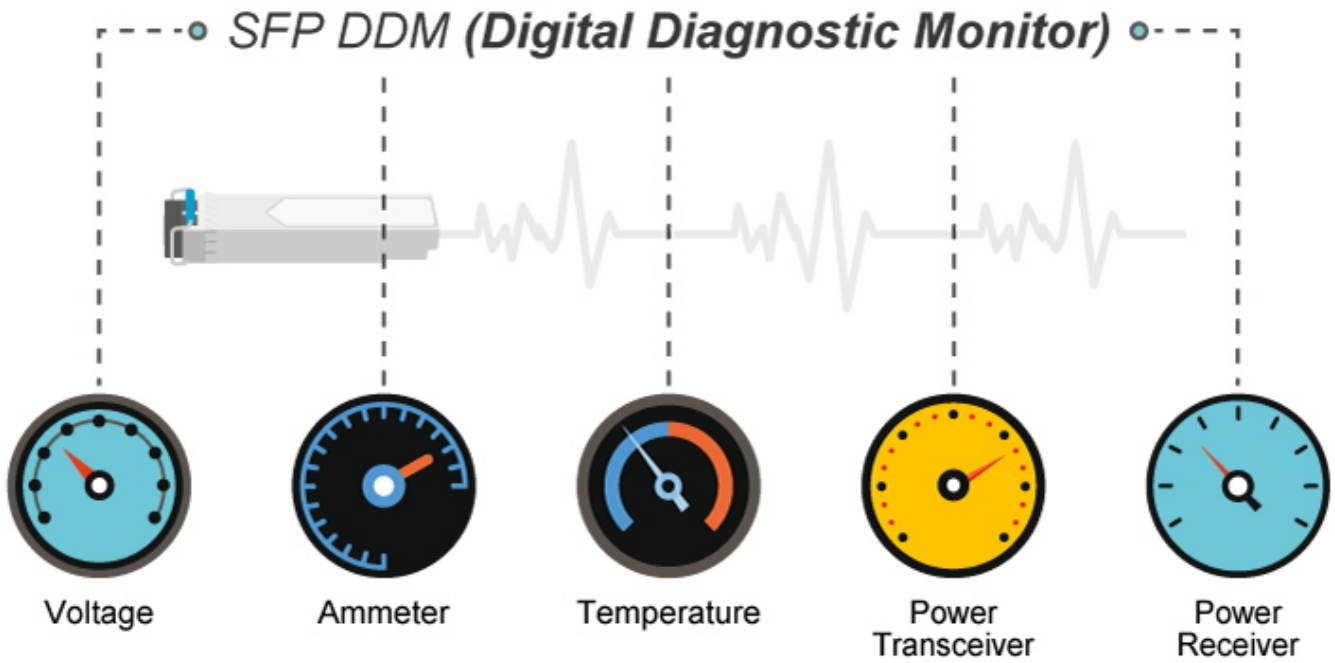 SFP DDM (Digital Diagnostic Monitor)
Voltage
Ammeter
Temperature
Power
Transceiver
Power
Receiver